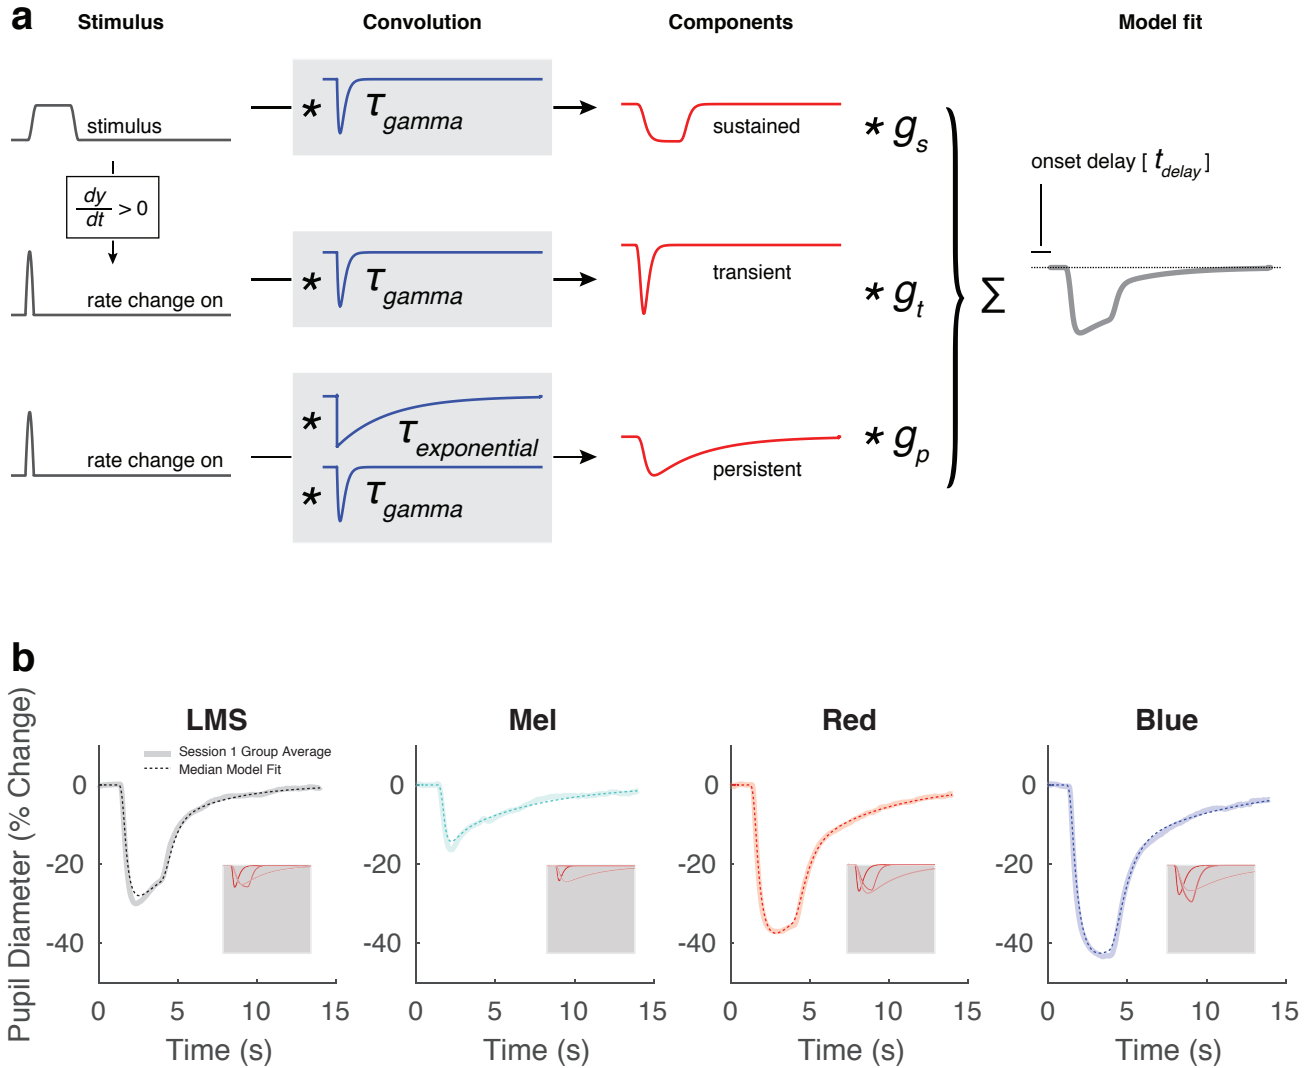 a
Stimulus Convolution Components Model fit
stimulus
* τgamma
sustained
* gs
dy/dt > 0
onset delay [ tdelay ]
rate change on
* τgamma
transient
* gt
Σ
rate change on
* τexponential
* τgamma
persistent
* gp
b
Pupil Diameter (% Change)
LMS
Session 1 Group Average
Median Model Fit
0
-20
-40
0 5 10 15
Time (s)
Mel
0
-20
-40
0 5 10 15
Time (s)
Red
0
-20
-40
0 5 10 15
Time (s)
Blue
0
-20
-40
0 5 10 15
Time (s)